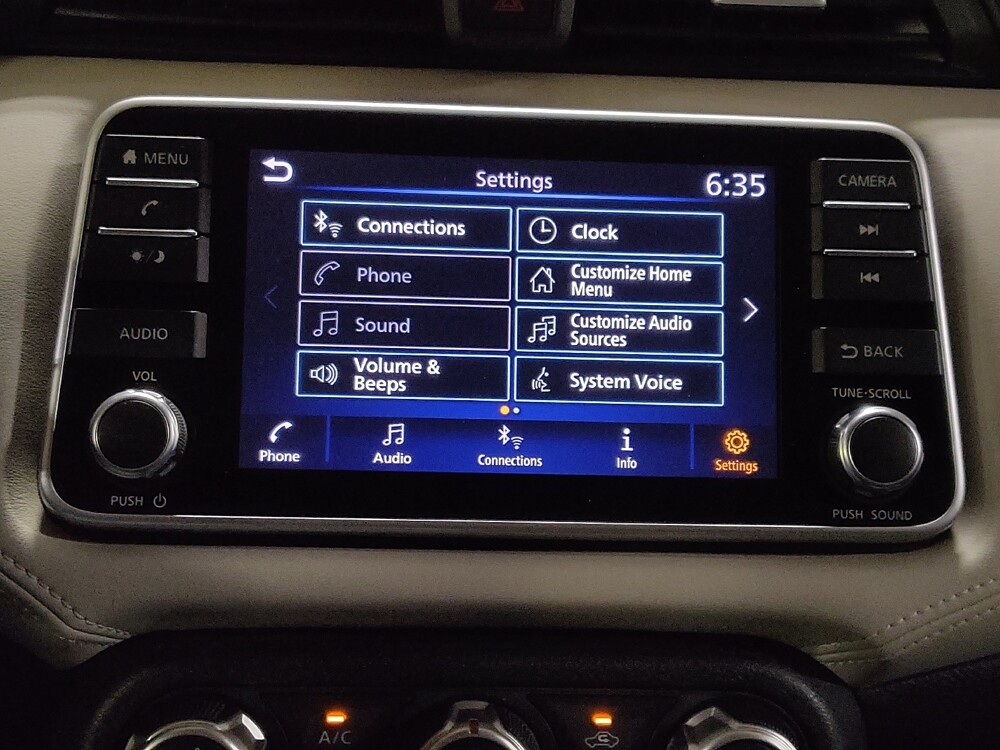 MENU
AUDIO
VOL
PUSH
Settings
6:35
Connections
Clock
Phone
Customize Home
Menu
Sound
Customize Audio
Sources
Volume &
Beeps
System Voice
Phone
Audio
Connections
Info
Settings
CAMERA
BACK
TUNE·SCROLL
PUSH SOUND
A/C